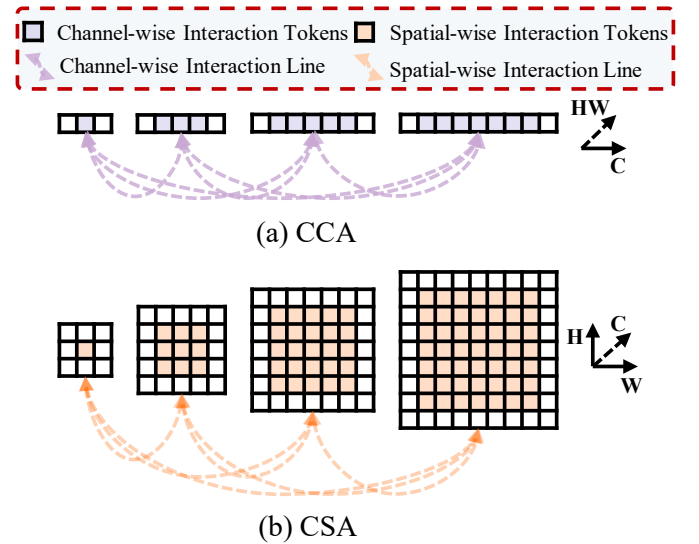 Channel-wise Interaction Tokens Spatial-wise Interaction Tokens
Channel-wise Interaction Line Spatial-wise Interaction Line
HW
C
(a) CCA
H
C
W
(b) CSA